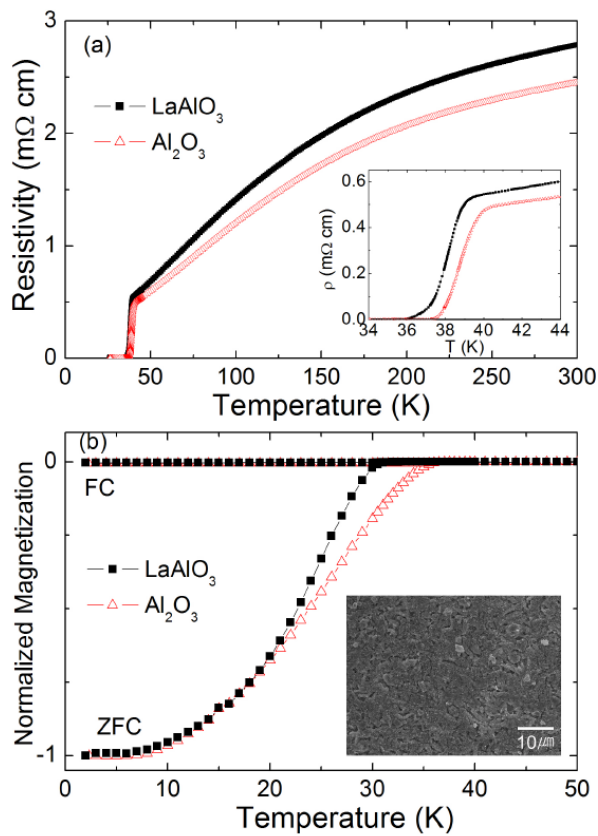 (a)
3
2
1
0
Resistivity (mΩ cm)
LaAlO₃
Al₂O₃
0.6
0.4
0.2
0.0
ρ (mΩ cm)
34 36 38 40 42 44
T (K)
0 50 100 150 200 250 300
Temperature (K)
(b)
0
-1
Normalized Magnetization
FC
LaAlO₃
Al₂O₃
ZFC
10㎛
0 10 20 30 40 50
Temperature (K)